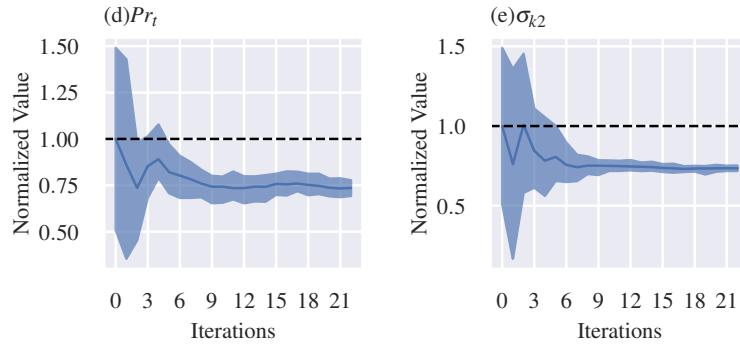 (d)Pr_t
(e)σ_{k2}
Normalized Value
1.50
1.25
1.00
0.75
0.50
0 3 6 9 12 15 18 21
Iterations
Normalized Value
1.5
1.0
0.5
0 3 6 9 12 15 18 21
Iterations